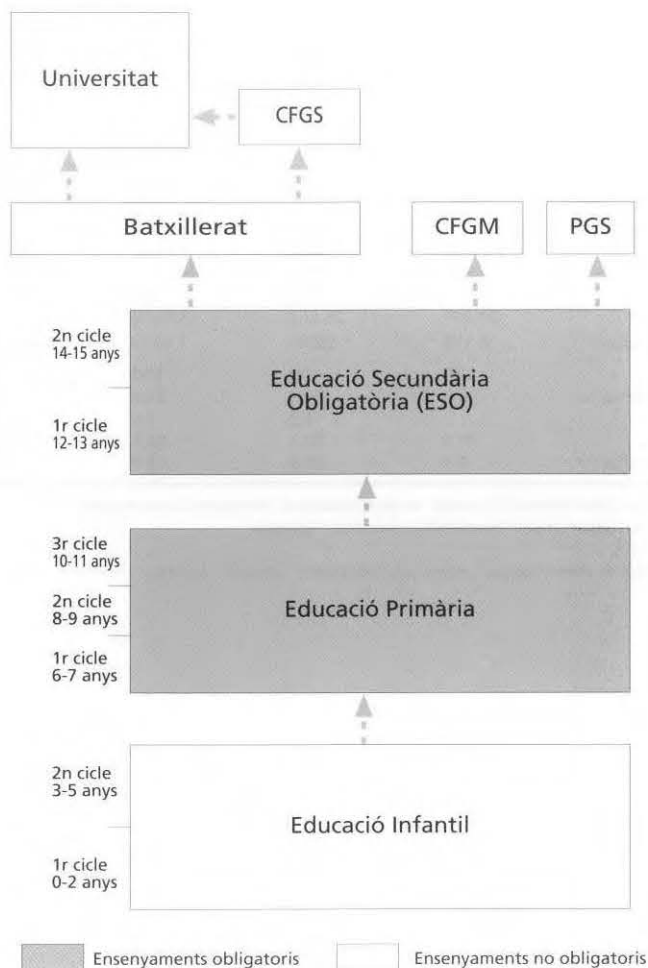 Universitat
CFGS
Batxillerat
CFGM
PGS
2n cicle
14-15 anys
Educació Secundària
Obligatòria (ESO)
1r cicle
12-13 anys
3r cicle
10-11 anys
2n cicle
8-9 anys
Educació Primària
1r cicle
6-7 anys
2n cicle
3-5 anys
Educació Infantil
1r cicle
0-2 anys
Ensenyaments obligatoris
Ensenyaments no obligatoris